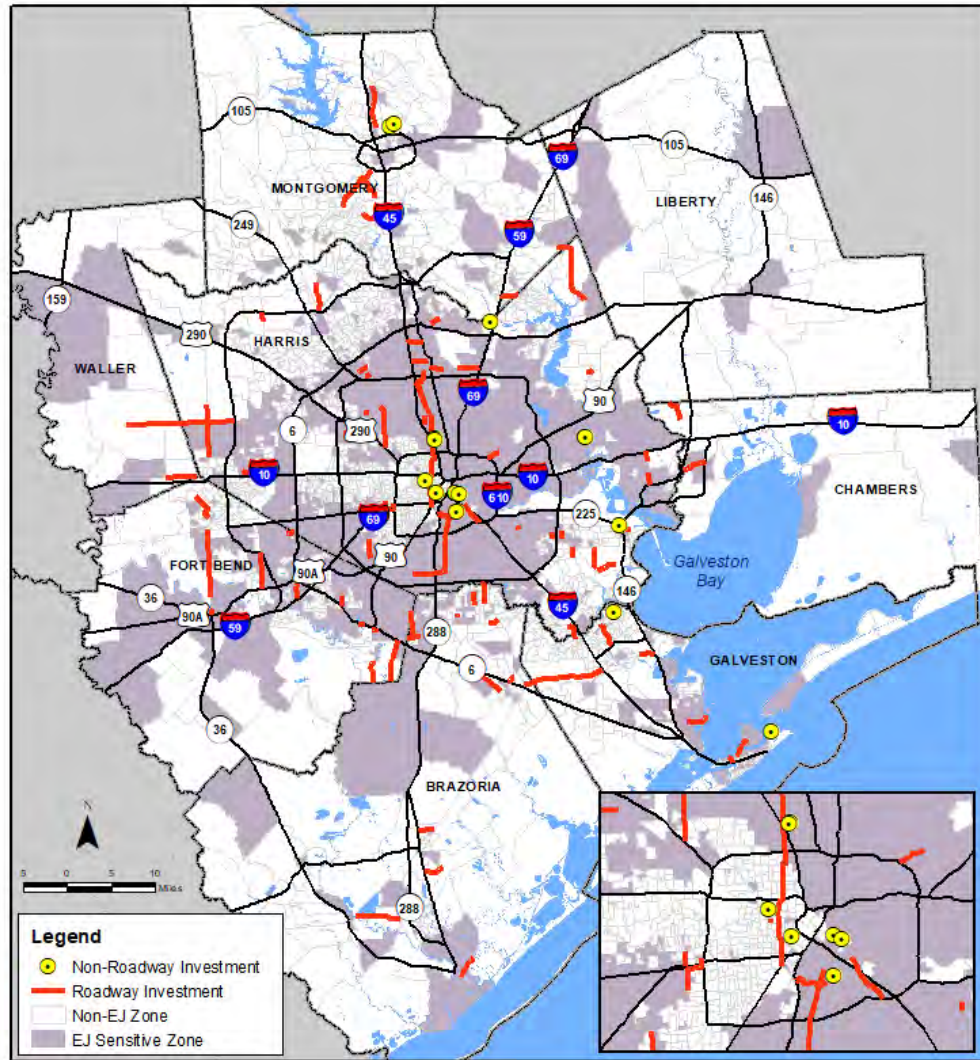 105
69
105
MONTGOMERY
LIBERTY
146
45
249
59
159
290
HARRIS
WALLER
69
90
6
290
10
10
10
610
CHAMBERS
69
225
90
FORT BEND
90A
Galveston
Bay
36
90A
59
45
146
288
GALVESTON
6
36
BRAZORIA
N
5 0 5 10
Miles
288
Legend
Non-Roadway Investment
Roadway Investment
Non-EJ Zone
EJ Sensitive Zone